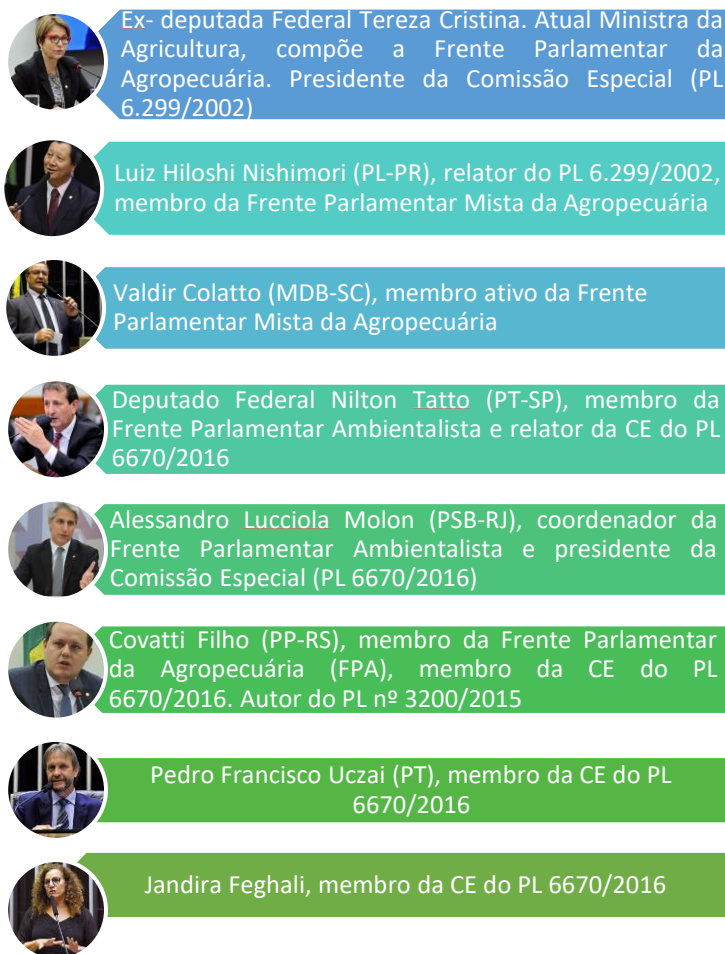 Ex- deputada Federal Tereza Cristina. Atual Ministra da
Agricultura, compõe a Frente Parlamentar da
Agropecuária. Presidente da Comissão Especial (PL
6.299/2002)
Luiz Hiloshi Nishimori (PL-PR), relator do PL 6.299/2002,
membro da Frente Parlamentar Mista da Agropecuária
Valdir Colatto (MDB-SC), membro ativo da Frente
Parlamentar Mista da Agropecuária
Deputado Federal Nilton Tatto (PT-SP), membro da
Frente Parlamentar Ambientalista e relator da CE do PL
6670/2016
Alessandro Lucciola Molon (PSB-RJ), coordenador da
Frente Parlamentar Ambientalista e presidente da
Comissão Especial (PL 6670/2016)
Covatti Filho (PP-RS), membro da Frente Parlamentar
da Agropecuária (FPA), membro da CE do PL
6670/2016. Autor do PL nº 3200/2015
Pedro Francisco Uczai (PT), membro da CE do PL
6670/2016
Jandira Feghali, membro da CE do PL 6670/2016